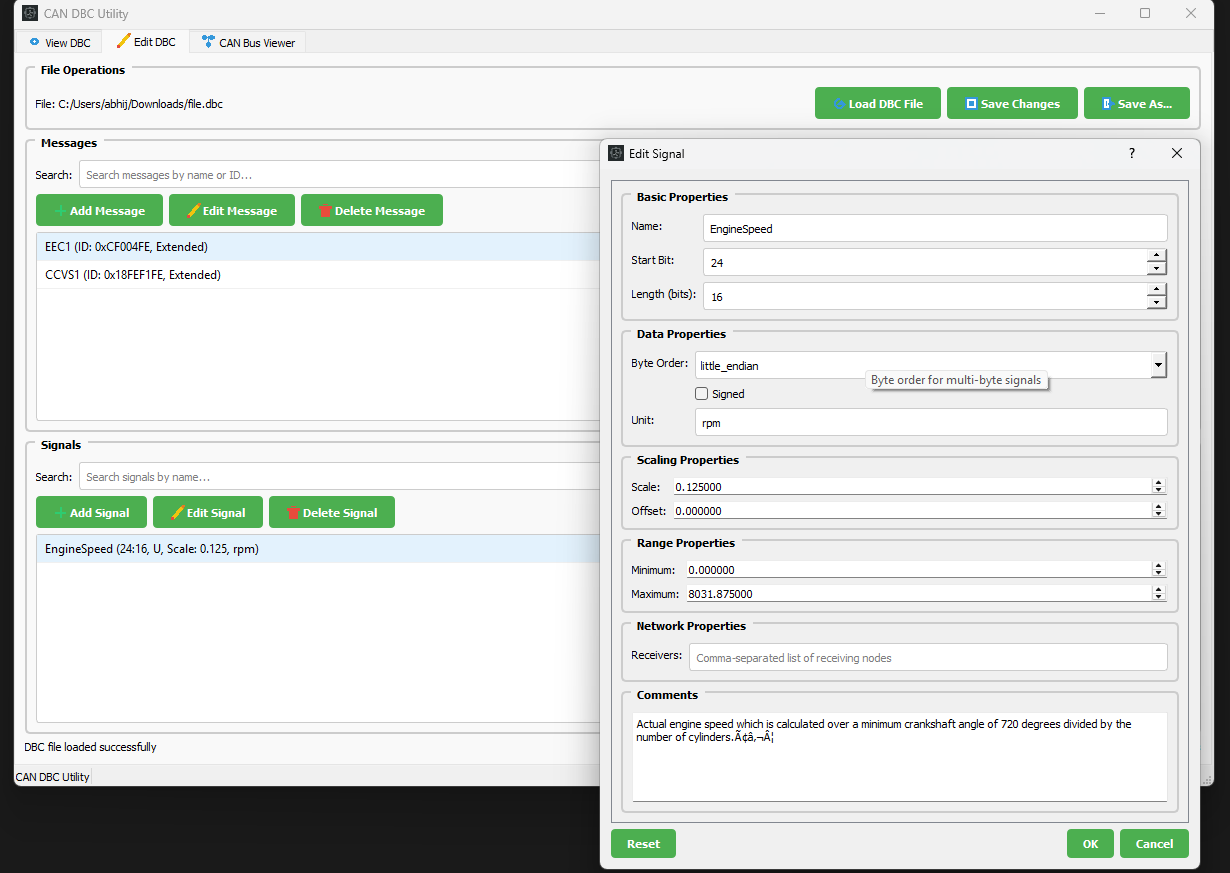 CAN DBC Utility
View DBC
Edit DBC
CAN Bus Viewer
File Operations
File: C:/Users/abhij/Downloads/file.dbc
Load DBC File
Save Changes
Save As...
Messages
Search:
Search messages by name or ID...
Add Message
Edit Message
Delete Message
EEC1 (ID: 0xCF004FE, Extended)
CCVS1 (ID: 0x18FEF1FE, Extended)
Signals
Search:
Search signals by name...
Add Signal
Edit Signal
Delete Signal
EngineSpeed (24:16, U, Scale: 0.125, rpm)
DBC file loaded successfully
CAN DBC Utility
Edit Signal
?
Basic Properties
Name:
EngineSpeed
Start Bit:
24
Length (bits):
16
Data Properties
Byte Order:
little_endian
Byte order for multi-byte signals
Signed
Unit:
rpm
Scaling Properties
Scale:
0.125000
Offset:
0.000000
Range Properties
Minimum:
0.000000
Maximum:
8031.875000
Network Properties
Receivers:
Comma-separated list of receiving nodes
Comments
Actual engine speed which is calculated over a minimum crankshaft angle of 720 degrees divided by the
number of cylinders.Ã¢â‚¬Â¦
Reset
OK
Cancel